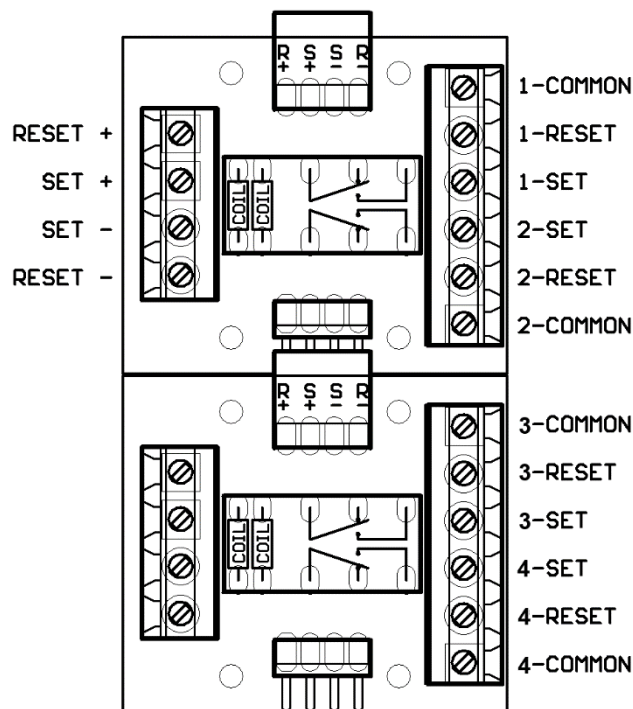 R S S R
+ + - -
1-COMMON
RESET + 1-RESET
SET + COIL COIL 1-SET
SET - 2-SET
RESET - 2-RESET
2-COMMON
R S S R
+ + - -
3-COMMON
3-RESET
COIL COIL 3-SET
4-SET
4-RESET
4-COMMON